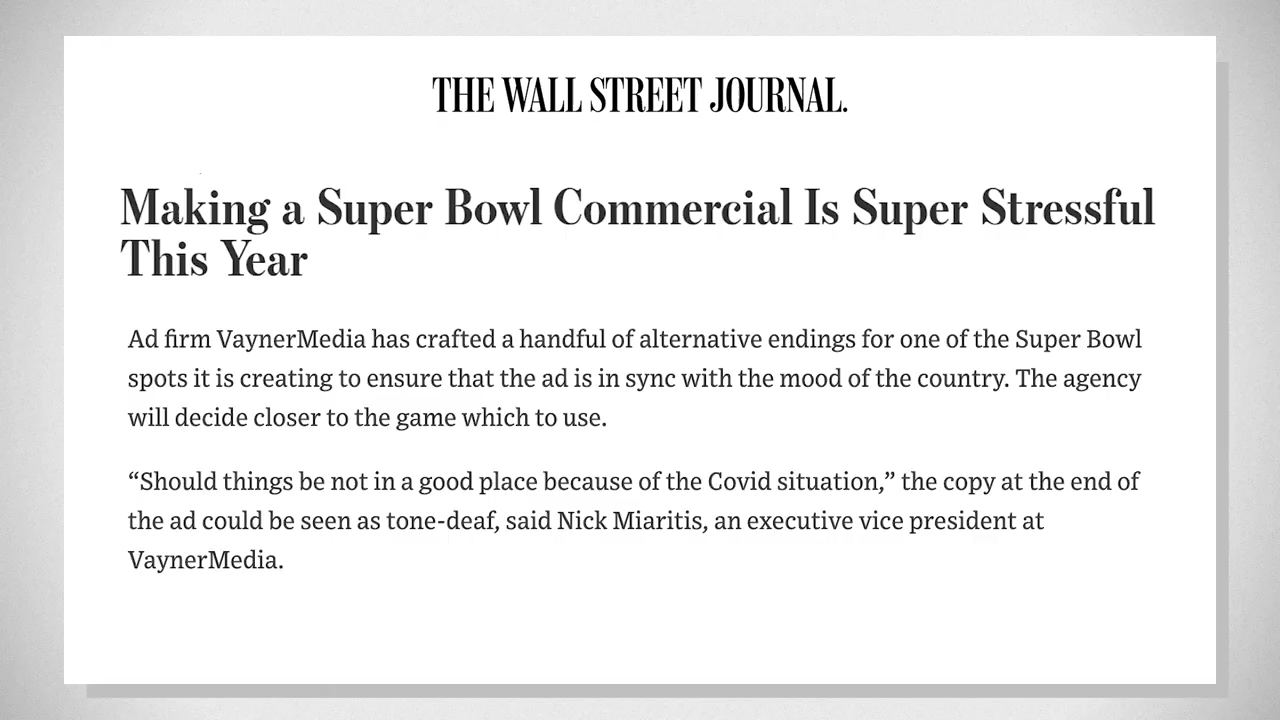 THE WALL STREET JOURNAL.
Making a Super Bowl Commercial Is Super Stressful
This Year
Ad firm VaynerMedia has crafted a handful of alternative endings for one of the Super Bowl
spots it is creating to ensure that the ad is in sync with the mood of the country. The agency
will decide closer to the game which to use.
“Should things be not in a good place because of the Covid situation,” the copy at the end of
the ad could be seen as tone-deaf, said Nick Miaritis, an executive vice president at
VaynerMedia.